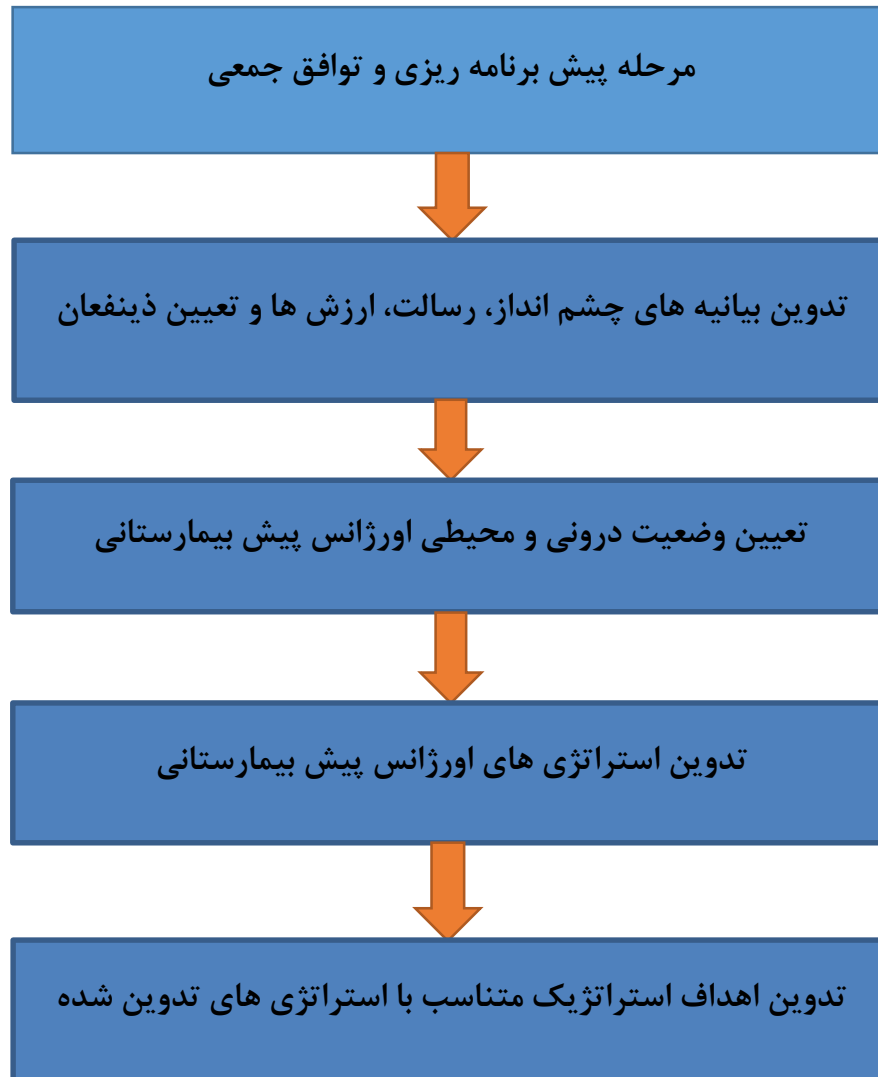 مرحله پیش برنامه ریزی و توافق جمعی
تدوین بیانیه های چشم انداز، رسالت، ارزش ها و تعیین ذینفعان
تعیین وضعیت درونی و محیطی اورژانس پیش بیمارستانی
تدوین استراتژی های اورژانس پیش بیمارستانی
تدوین اهداف استراتژیک متناسب با استراتژی های تدوین شده